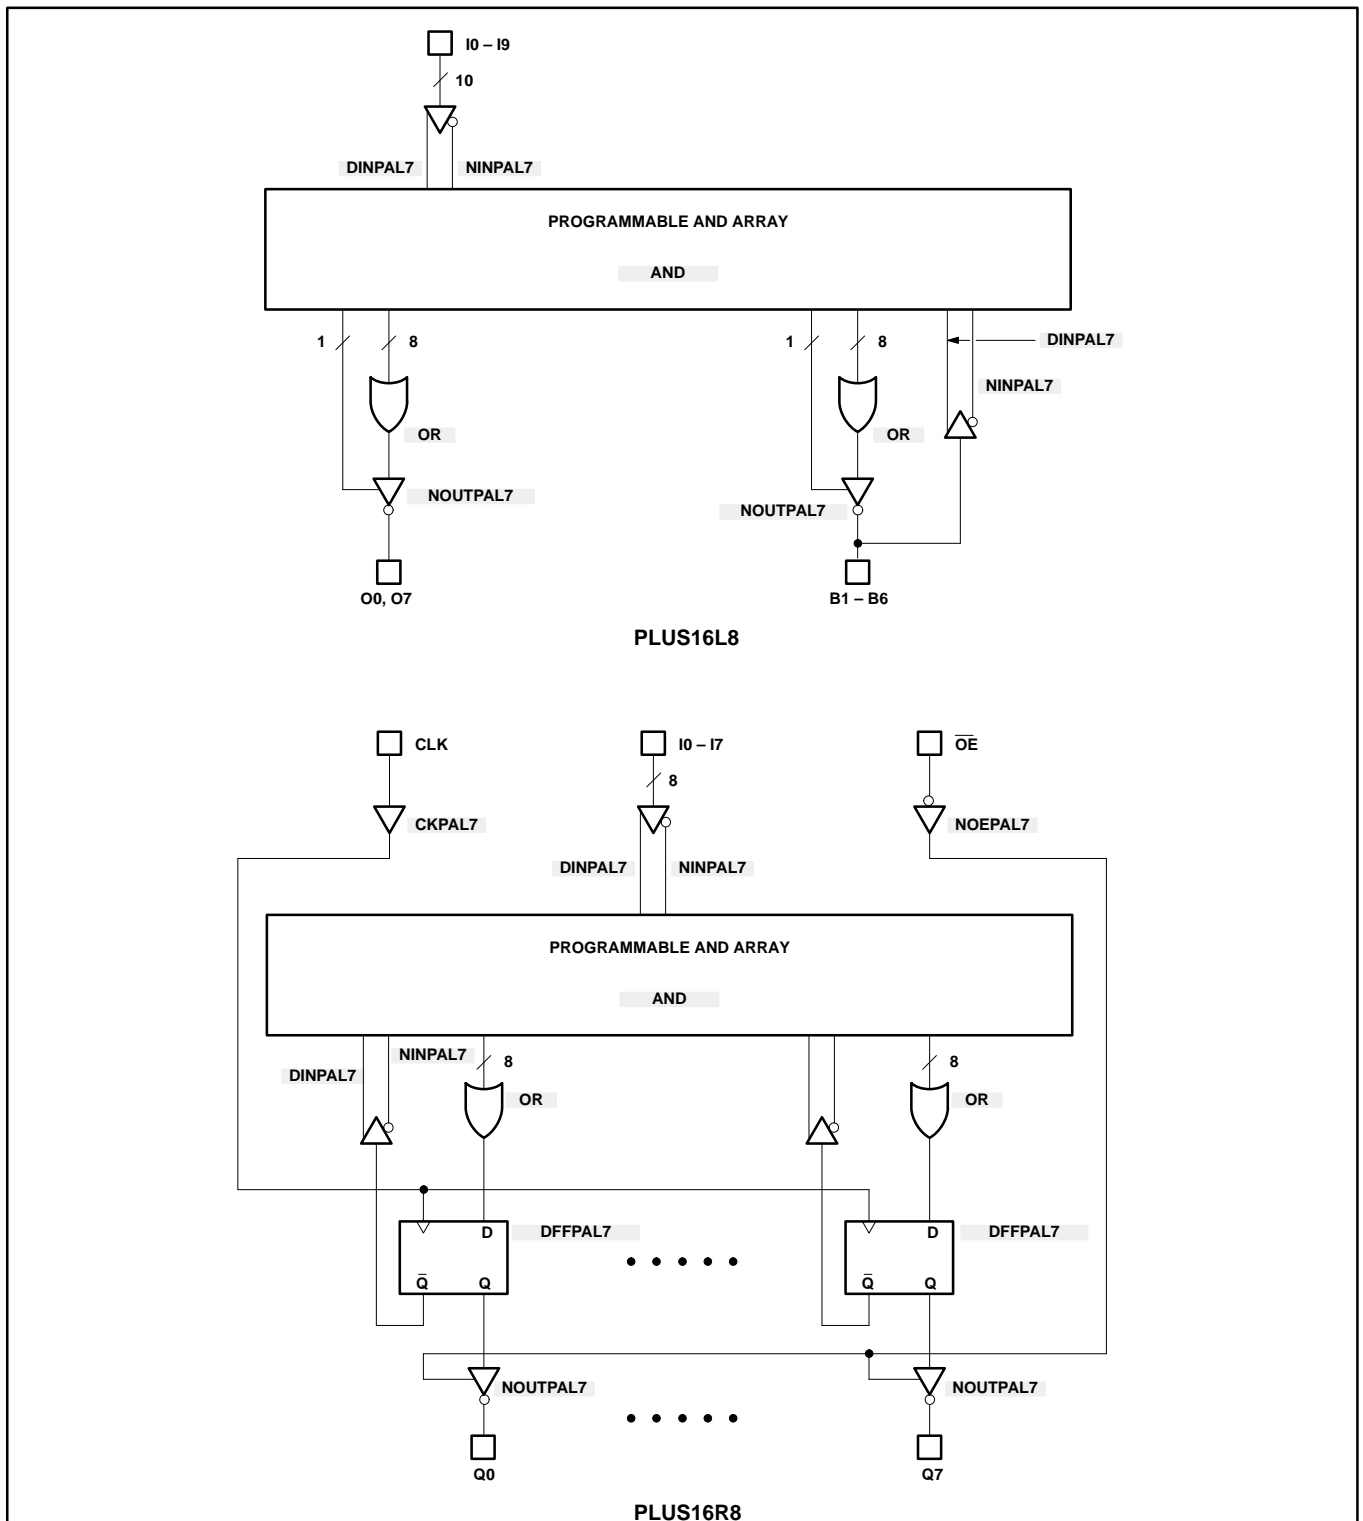 I0 – I9
10
DINPAL7 NINPAL7
PROGRAMMABLE AND ARRAY
AND
1 8 1 8 DINPAL7
NINPAL7
OR OR
NOUTPAL7 NOUTPAL7
O0, O7 B1 – B6
PLUS16L8
CLK I0 – I7 O̅E̅
8
CKPAL7 NOEPAL7
DINPAL7 NINPAL7
PROGRAMMABLE AND ARRAY
AND
NINPAL7 8 8
DINPAL7
OR OR
D DFFPAL7 D DFFPAL7
Q̅ Q Q̅ Q
NOUTPAL7 NOUTPAL7
Q0 Q7
PLUS16R8